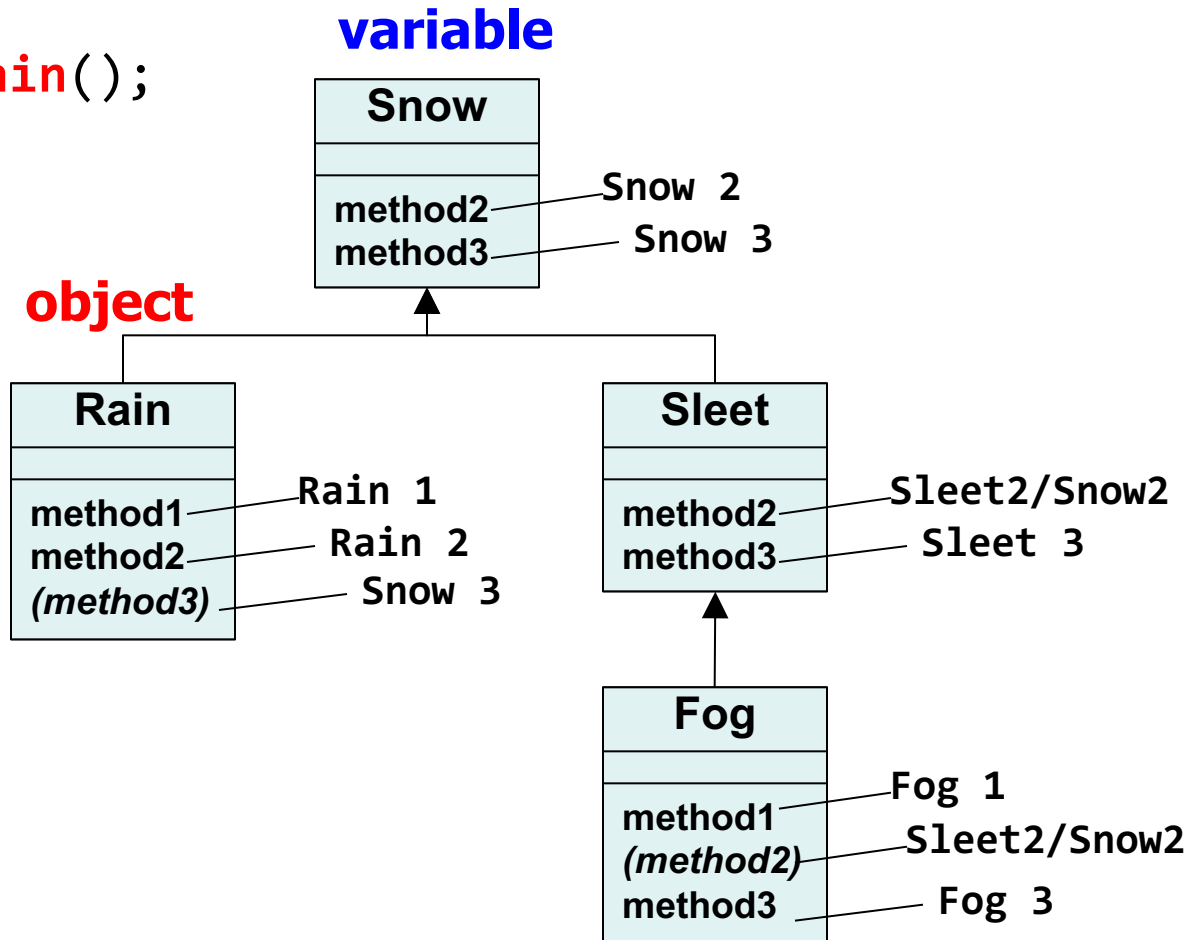 variable
ain();
Snow
method2
Snow 2
method3
Snow 3
object
Rain
method1
Rain 1
method2
Rain 2
(method3)
Snow 3
Sleet
method2
Sleet2/Snow2
method3
Sleet 3
Fog
method1
Fog 1
(method2)
Sleet2/Snow2
method3
Fog 3